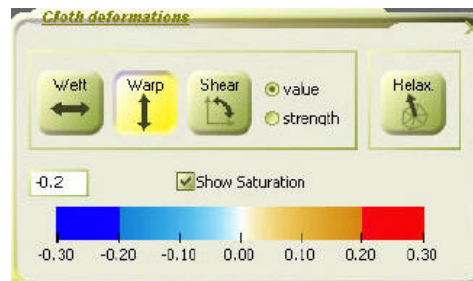 Cloth deformations
Weft Warp Shear value Relax.
strength
-0.2 Show Saturation
-0.30 -0.20 -0.10 0.00 0.10 0.20 0.30